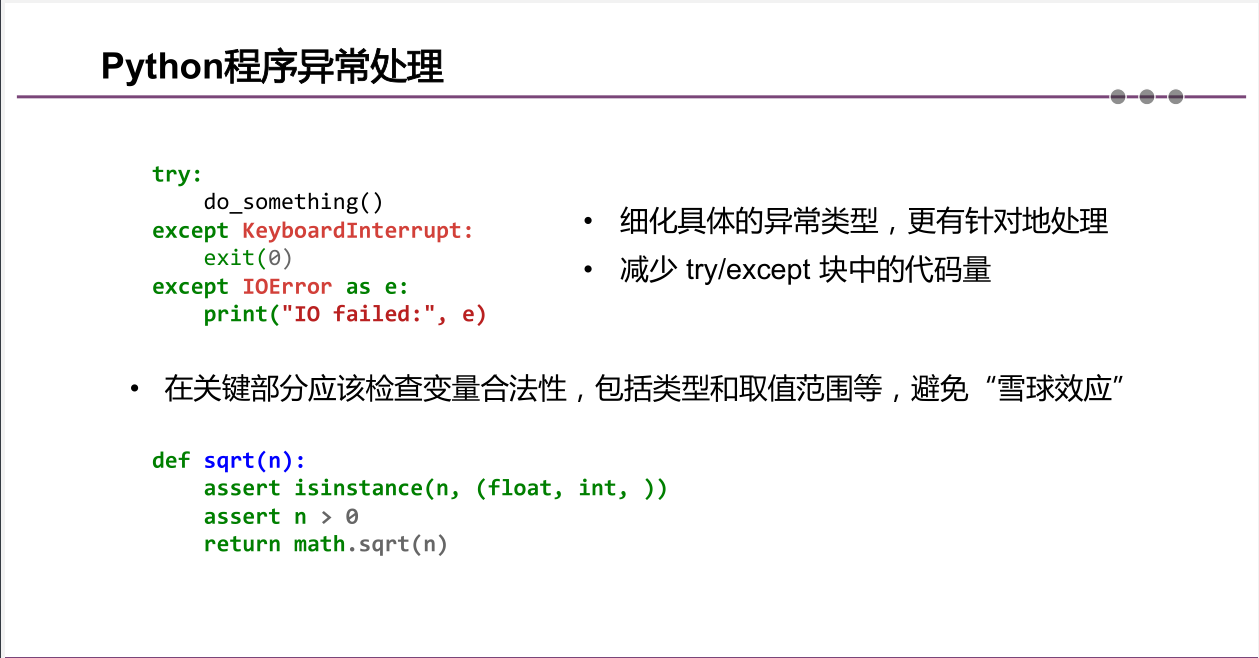 Python程序异常处理
try:
    do_something()
except KeyboardInterrupt:
    exit(0)
except IOError as e:
    print("IO failed:", e)
• 细化具体的异常类型，更有针对地处理
• 减少 try/except 块中的代码量
• 在关键部分应该检查变量合法性，包括类型和取值范围等，避免“雪球效应”
def sqrt(n):
    assert isinstance(n, (float, int, ))
    assert n > 0
    return math.sqrt(n)